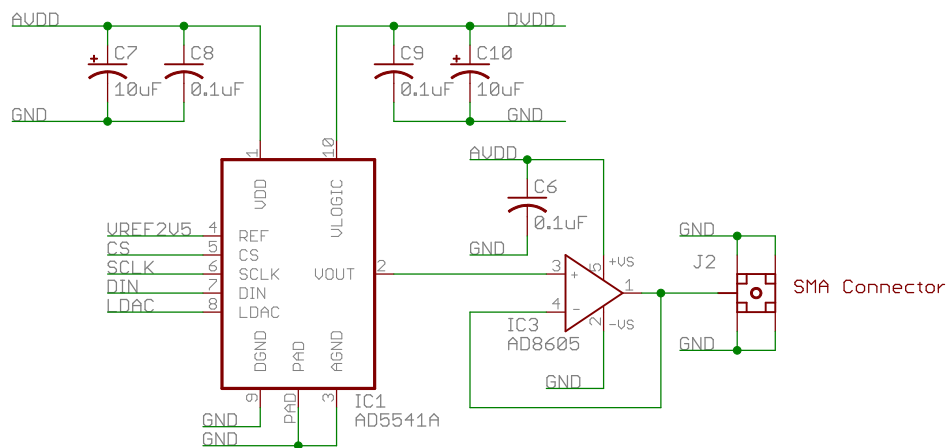 AVDD
DVDD
+
C7
C8
C9
+
C10
10uF
0.1uF
0.1uF
10uF
GND
GND
1
10
VDD
VLOGIC
AVDD
C6
0.1uF
GND
VREF2V5
4
REF
CS
5
CS
SCLK
6
SCLK
DIN
7
DIN
LDAC
8
LDAC
VOUT
2
DGND
PAD
AGND
9
PAD
3
GND
GND
IC1
AD5541A
3
+
4
-
5
+VS
1
2
-VS
IC3
AD8605
GND
GND
J2
SMA Connector
GND